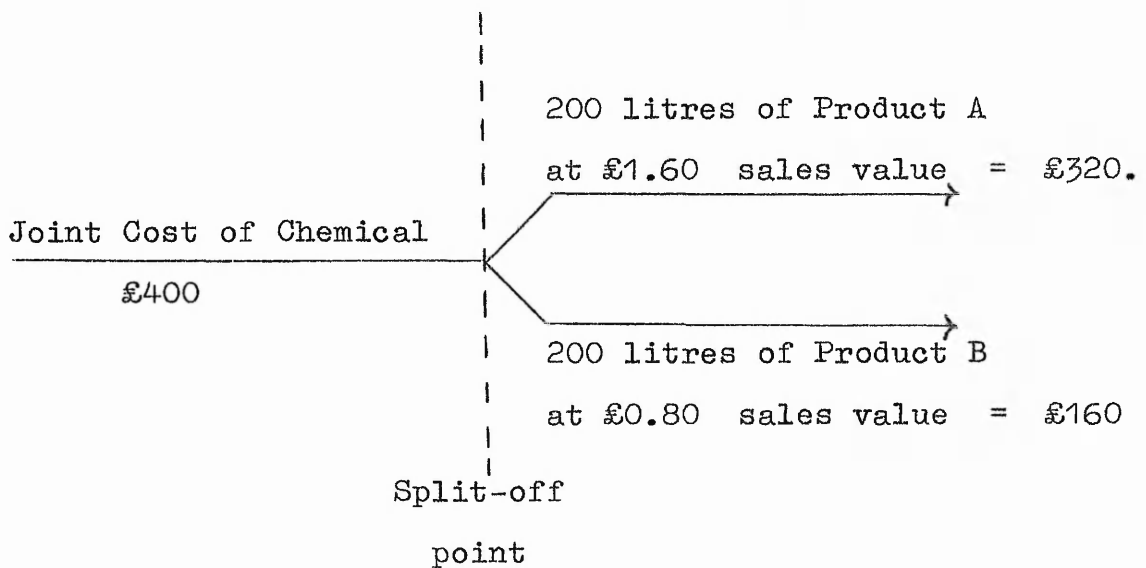 200 litres of Product A
at £1.60 sales value = £320.
Joint Cost of Chemical
£400
200 litres of Product B
at £0.80 sales value = £160
Split-off
point